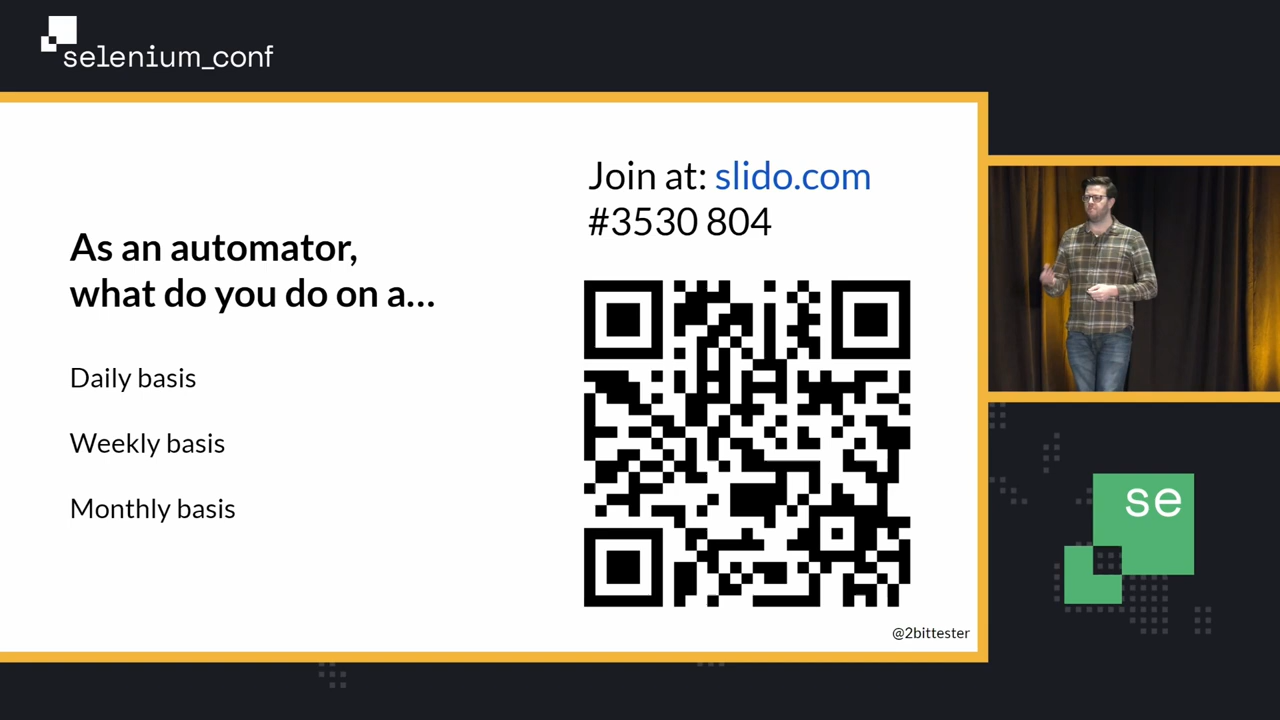 selenium_conf
As an automator,
what do you do on a...
Daily basis
Weekly basis
Monthly basis
Join at: slido.com
#3530 804
@2bittester
se